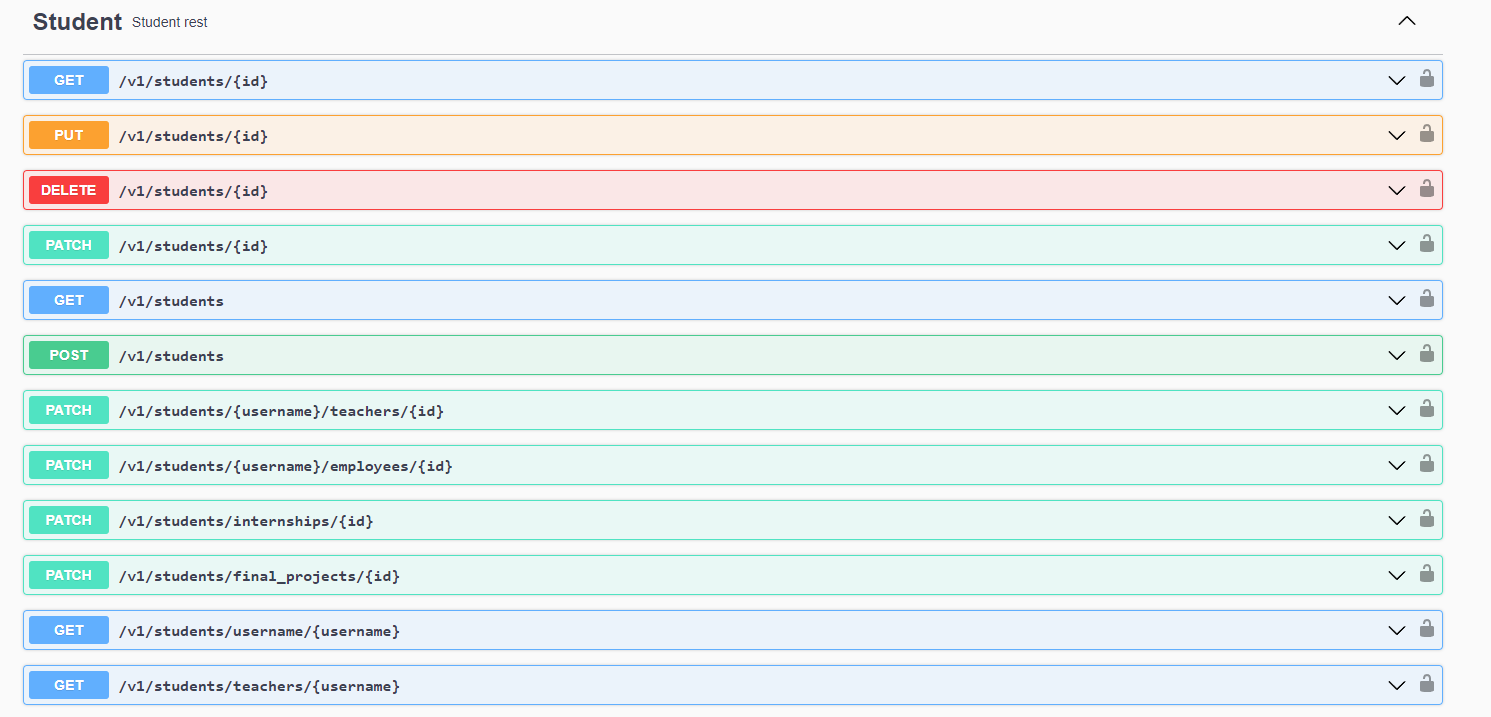 Student Student rest
GET /v1/students/{id}
PUT /v1/students/{id}
DELETE /v1/students/{id}
PATCH /v1/students/{id}
GET /v1/students
POST /v1/students
PATCH /v1/students/{username}/teachers/{id}
PATCH /v1/students/{username}/employees/{id}
PATCH /v1/students/internships/{id}
PATCH /v1/students/final_projects/{id}
GET /v1/students/username/{username}
GET /v1/students/teachers/{username}